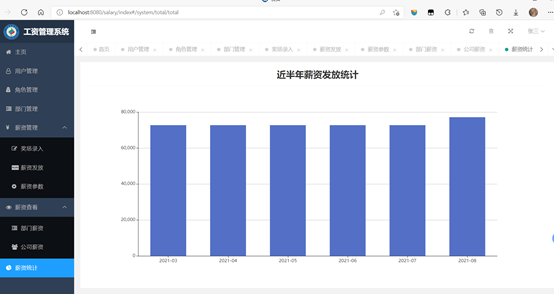 localhost:8080/salary/index#/system/total/total
工资管理系统
张三
首页 用户管理 角色管理 部门管理 奖惩录入 薪资发放 薪资参数 部门薪资 公司薪资 薪资统计
主页
用户管理
角色管理
部门管理
薪资管理
奖惩录入
薪资发放
薪资参数
薪资查看
部门薪资
公司薪资
薪资统计
近半年薪资发放统计
80,000
60,000
40,000
20,000
0
2021-03 2021-04 2021-05 2021-06 2021-07 2021-08